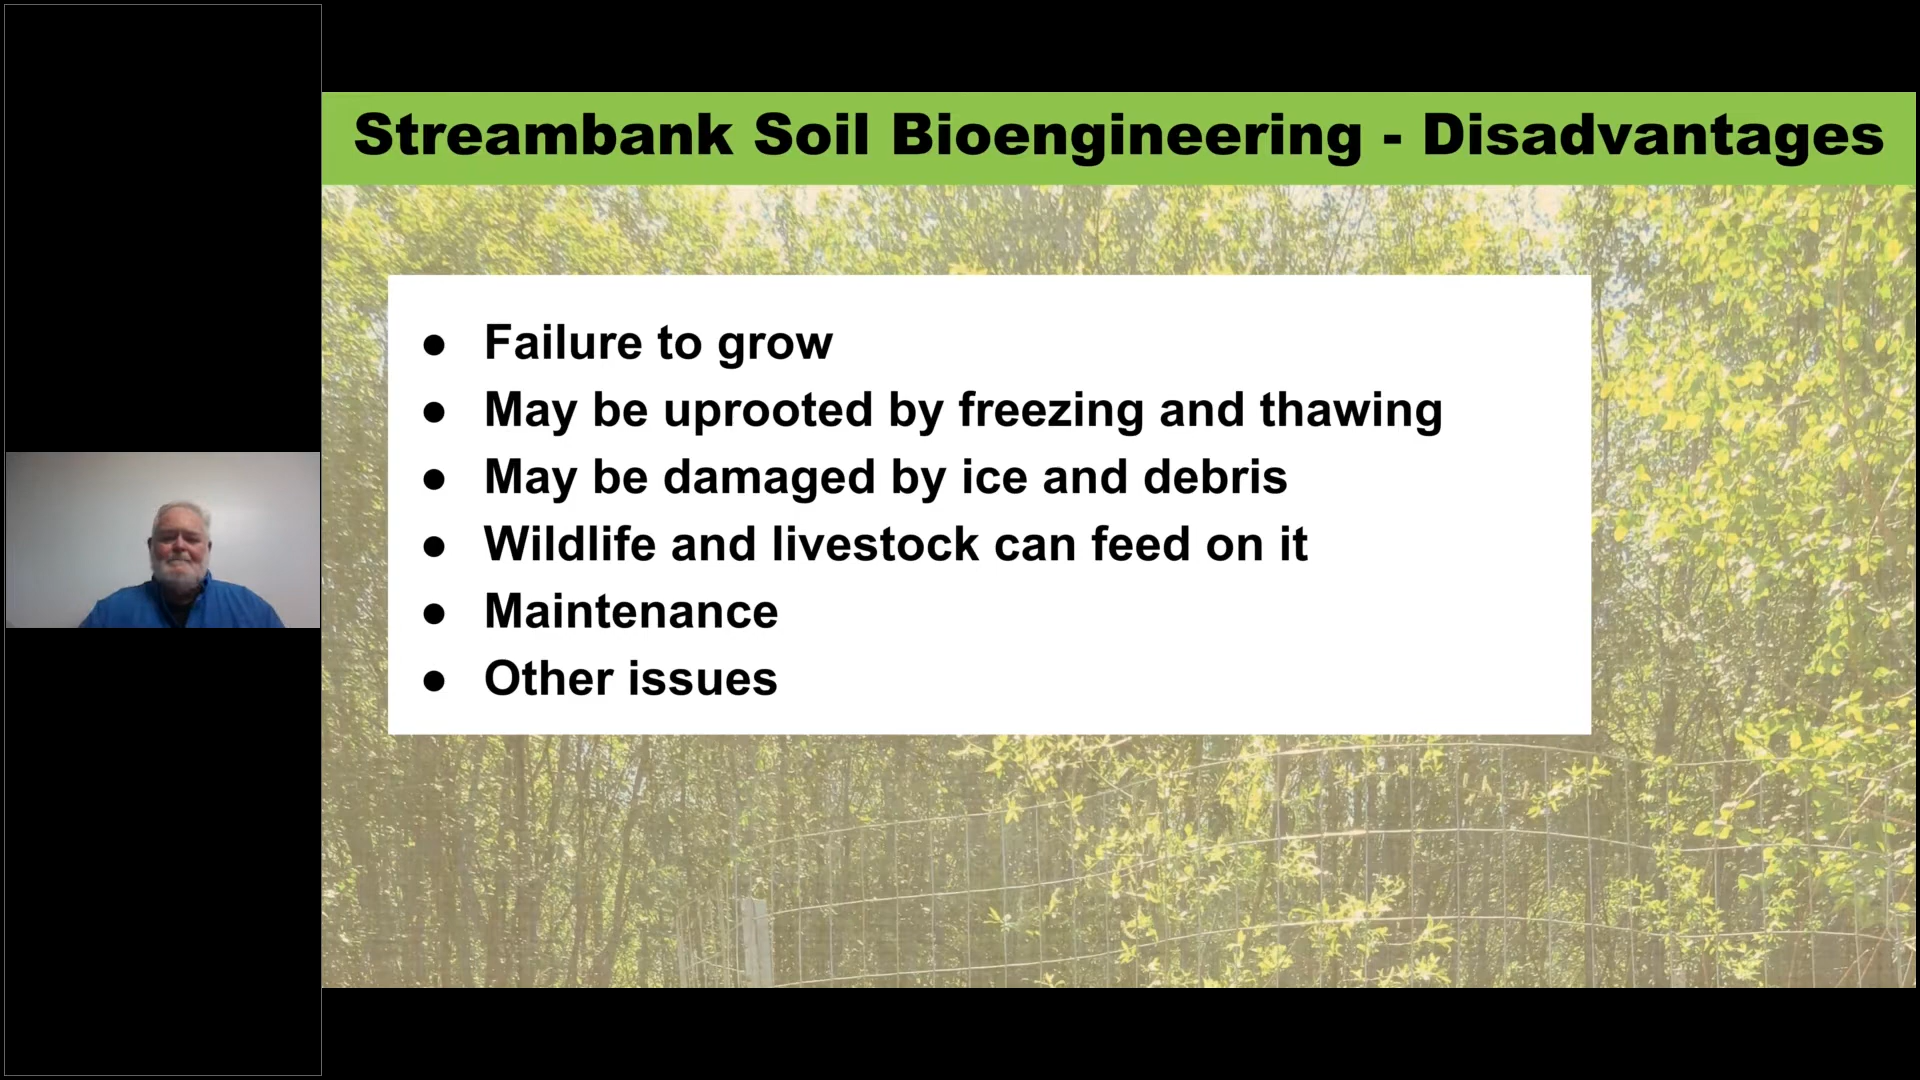 Streambank Soil Bioengineering - Disadvantages
● Failure to grow
● May be uprooted by freezing and thawing
● May be damaged by ice and debris
● Wildlife and livestock can feed on it
● Maintenance
● Other issues